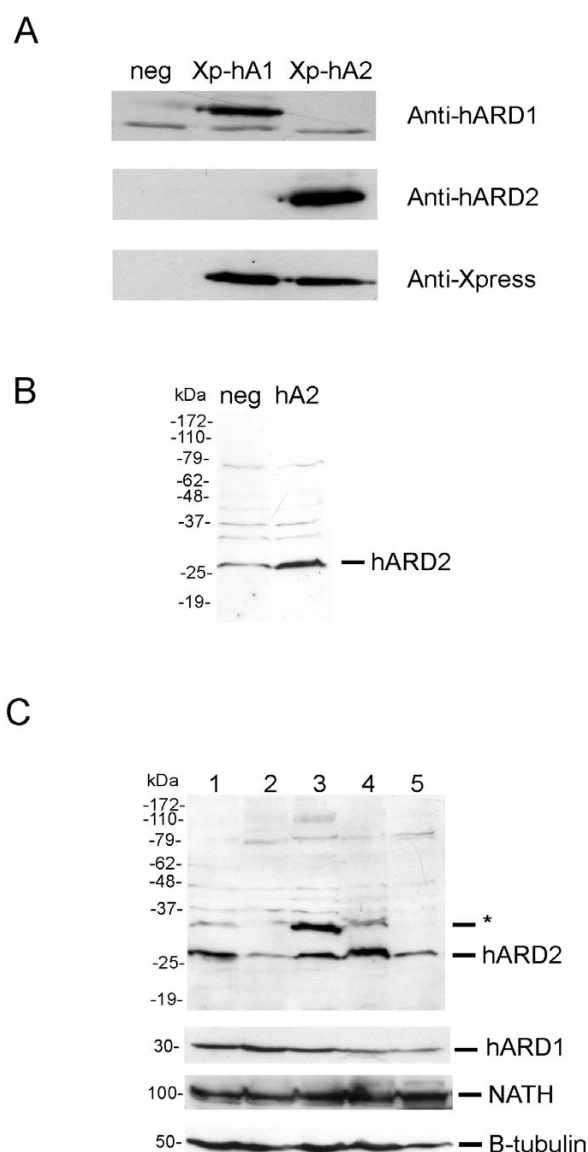 A
neg Xp-hA1 Xp-hA2
Anti-hARD1
Anti-hARD2
Anti-Xpress
B
kDa neg hA2
-172-
-110-
-79-
-62-
-48-
-37-
-25-
-19-
hARD2
C
kDa 1 2 3 4 5
-172-
-110-
-79-
-62-
-48-
-37-
*
-25-
hARD2
-19-
30- hARD1
100- NATH
50- B-tubulin